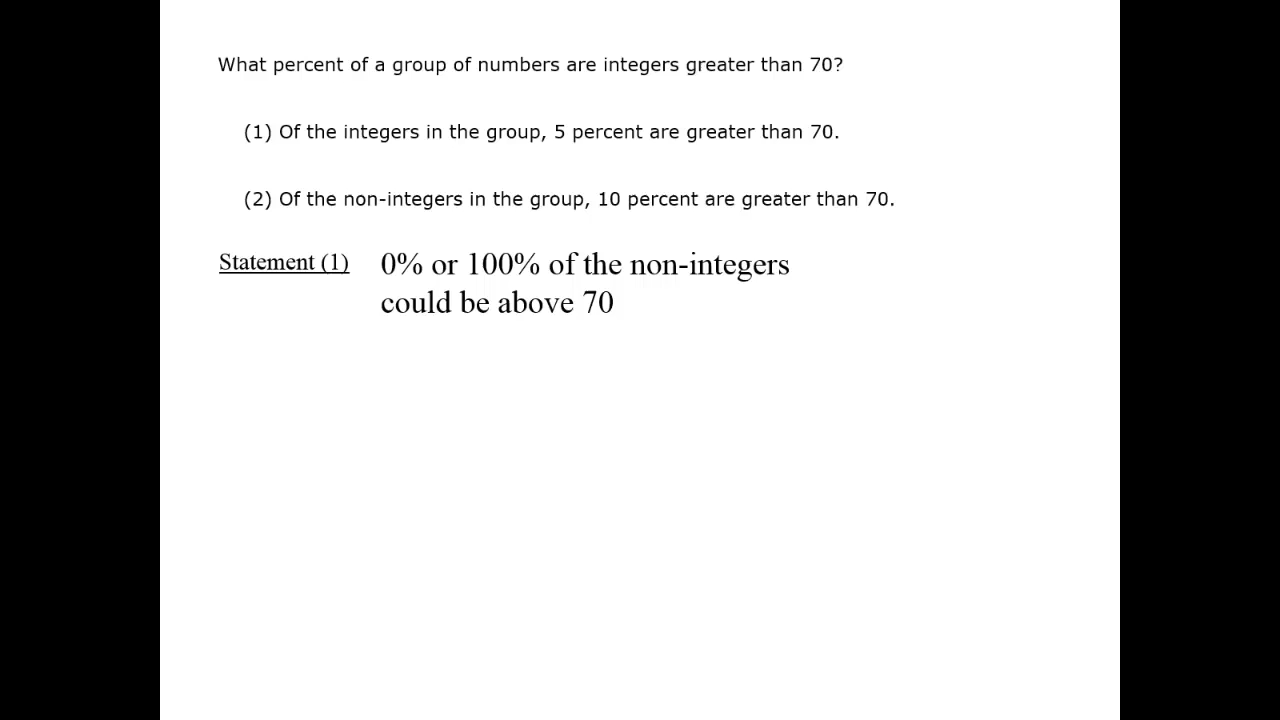 What percent of a group of numbers are integers greater than 70?
(1) Of the integers in the group, 5 percent are greater than 70.
(2) Of the non-integers in the group, 10 percent are greater than 70.
Statement (1) 0% or 100% of the non-integers
could be above 70